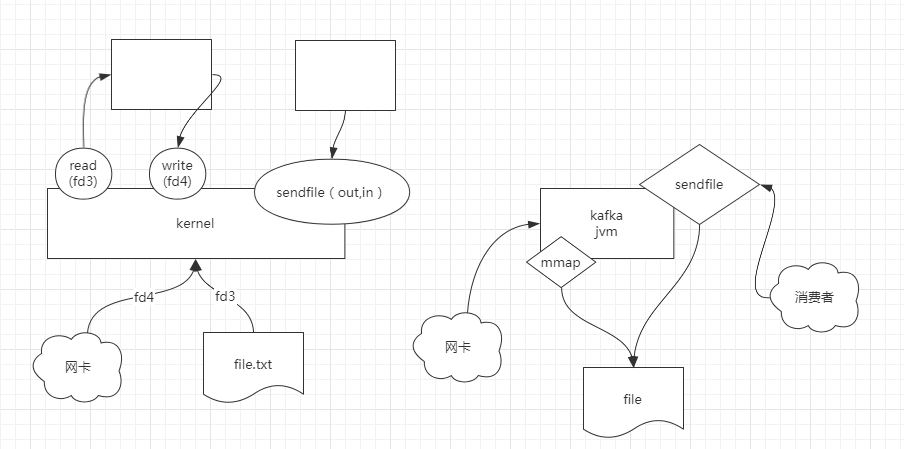 read
(fd3)
write
(fd4)
sendfile（out,in）
kernel
fd4
fd3
网卡
file.txt
sendfile
kafka
jvm
mmap
消费者
网卡
file